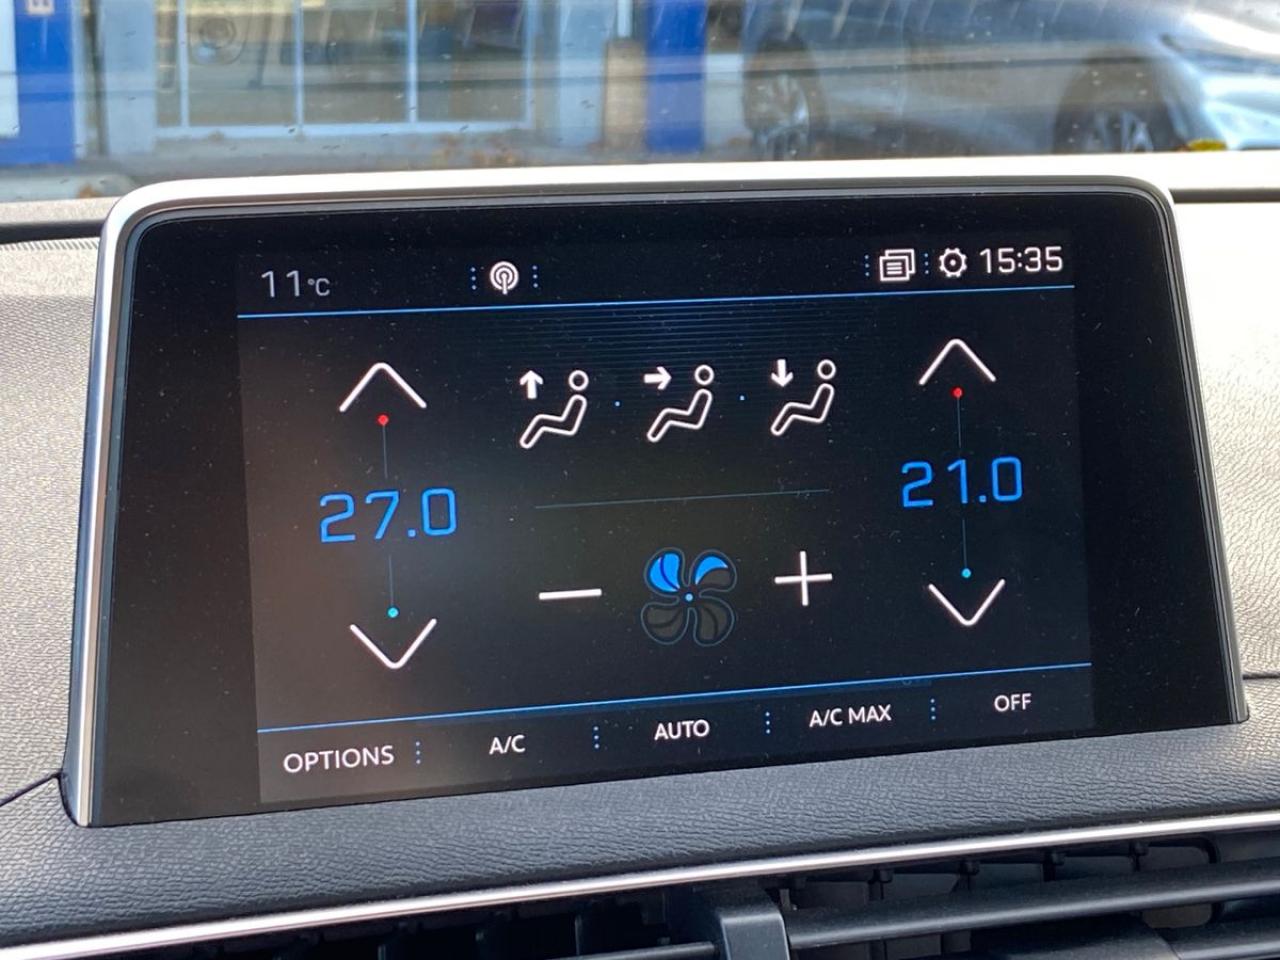 11°C
15:35
27.0
21.0
OPTIONS
A/C
AUTO
A/C MAX
OFF